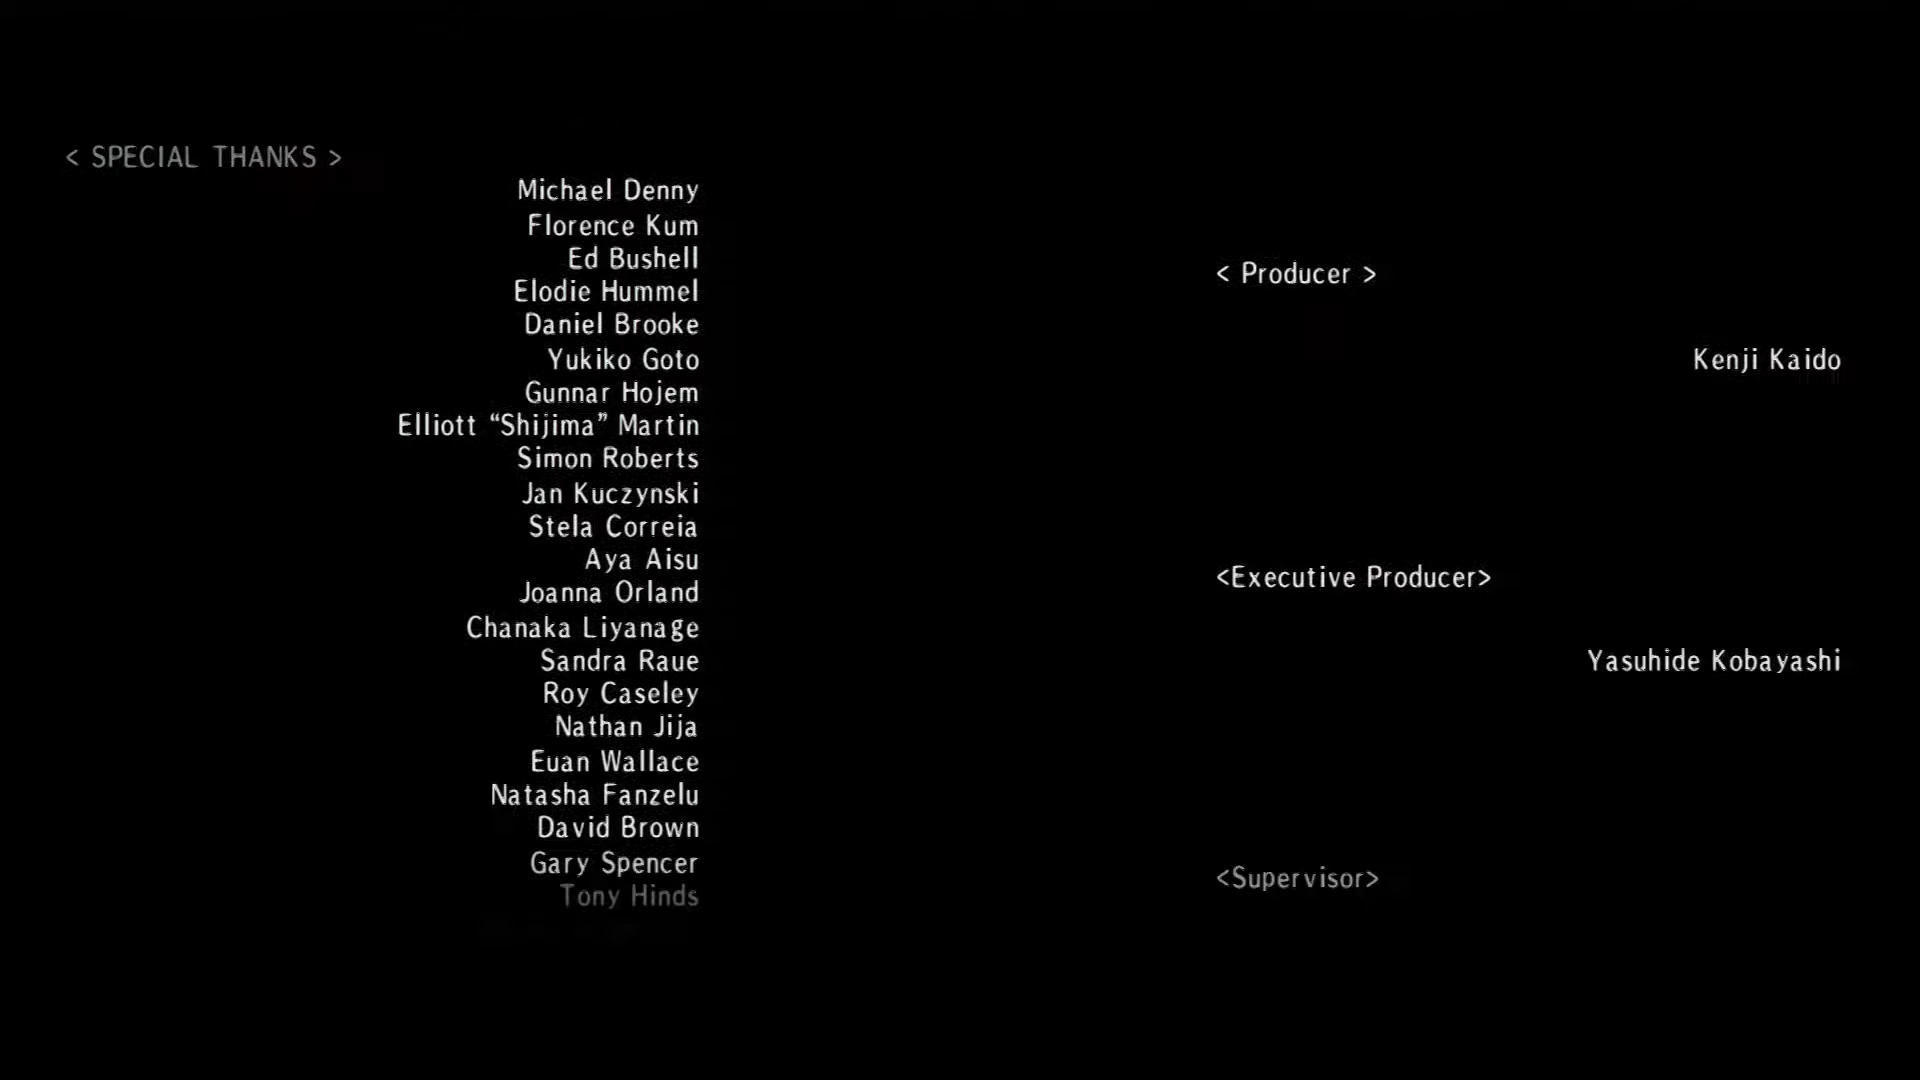 < SPECIAL THANKS >
Michael Denny
Florence Kum
Ed Bushell
Elodie Hummel
Daniel Brooke
Yukiko Goto
Gunnar Hojem
Elliott “Shijima” Martin
Simon Roberts
Jan Kuczynski
Stela Correia
Aya Aisu
Joanna Orland
Chanaka Liyanage
Sandra Raue
Roy Caseley
Nathan Jija
Euan Wallace
Natasha Fanzelu
David Brown
Gary Spencer
Tony Hinds
< Producer >
Kenji Kaido
<Executive Producer>
Yasuhide Kobayashi
<Supervisor>